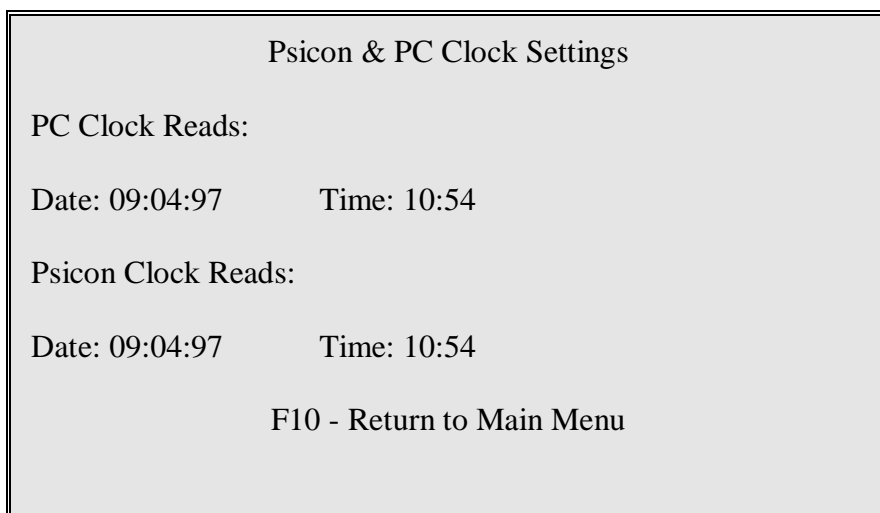 Psicon & PC Clock Settings
PC Clock Reads:
Date: 09:04:97 Time: 10:54
Psicon Clock Reads:
Date: 09:04:97 Time: 10:54
F10 - Return to Main Menu